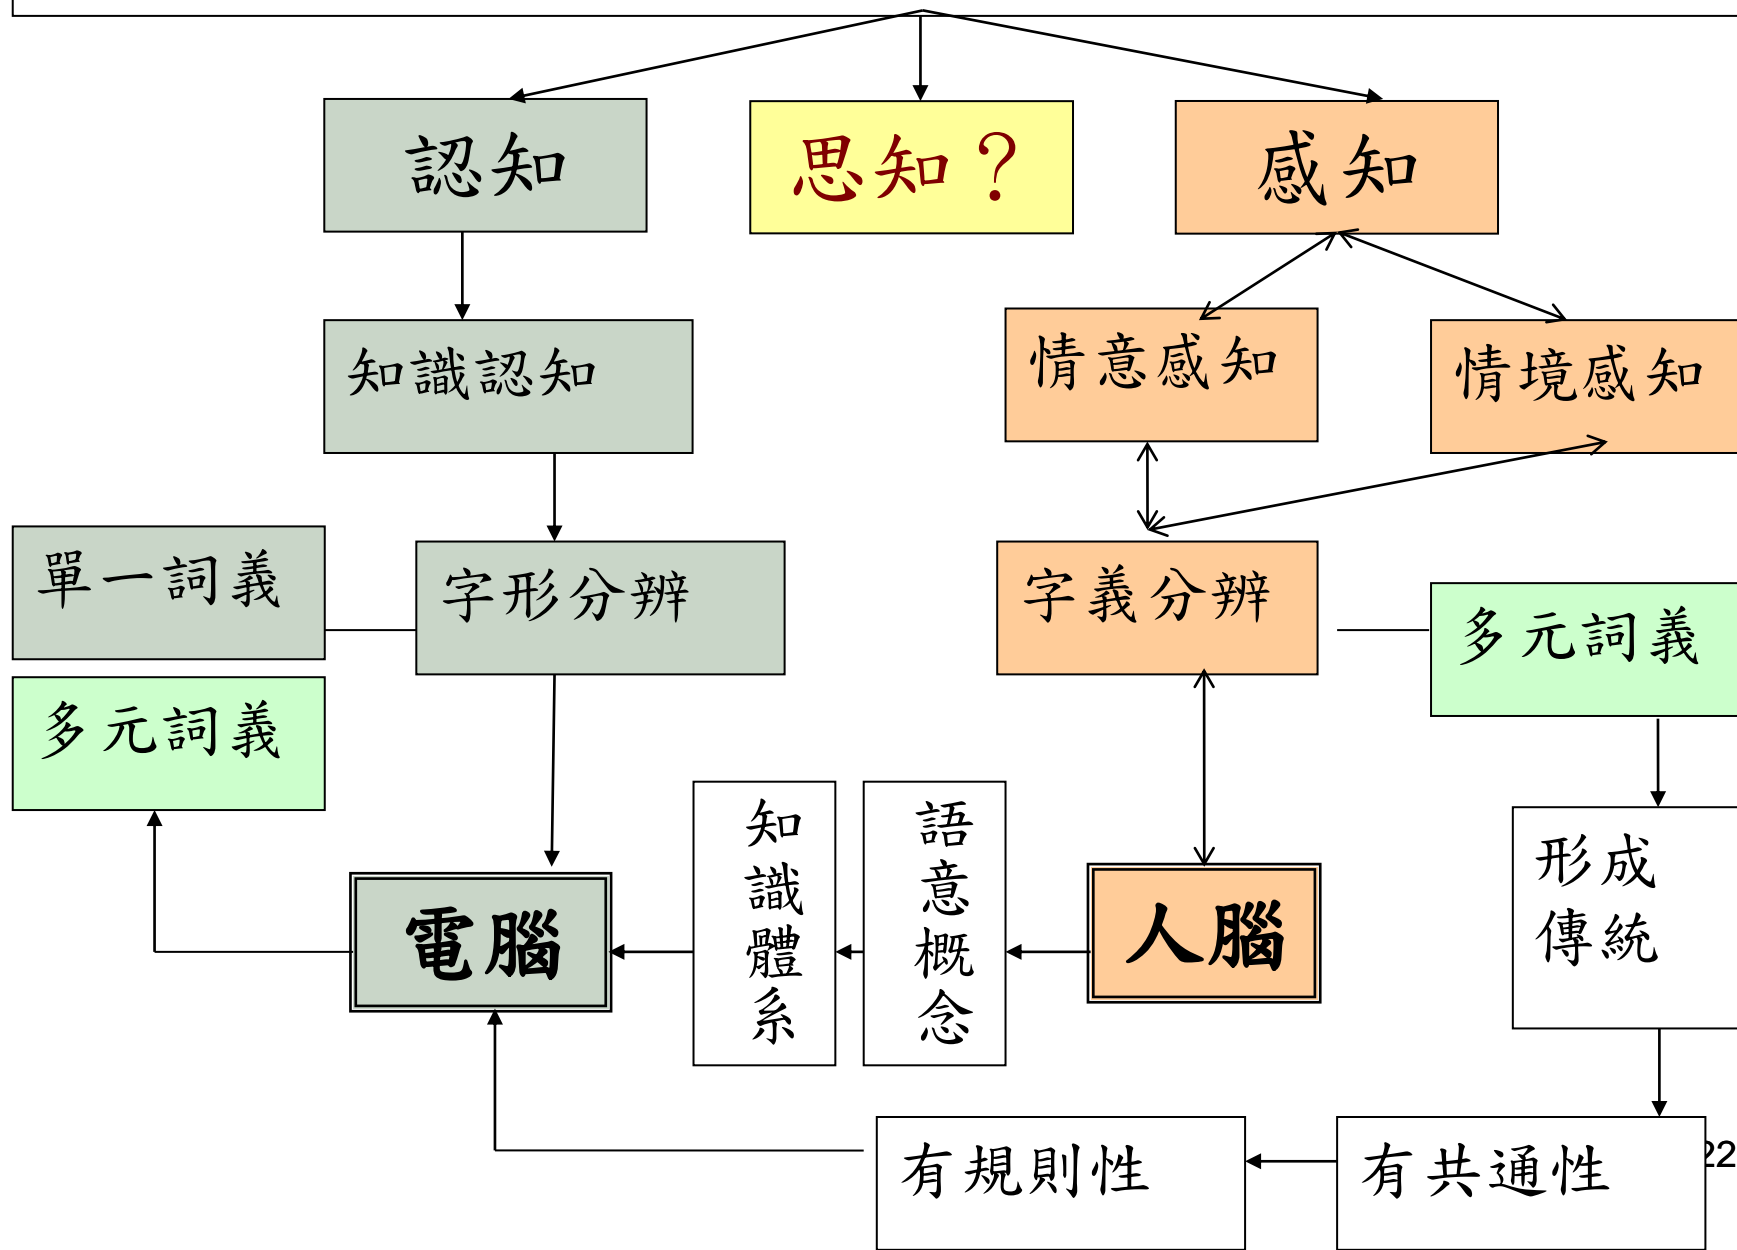 認知
思知？
感知
知識認知
情意感知
情境感知
單一詞義
字形分辨
字義分辨
多元詞義
多元詞義
知識體系
語意概念
形成
傳統
電腦
人腦
有規則性
有共通性
22